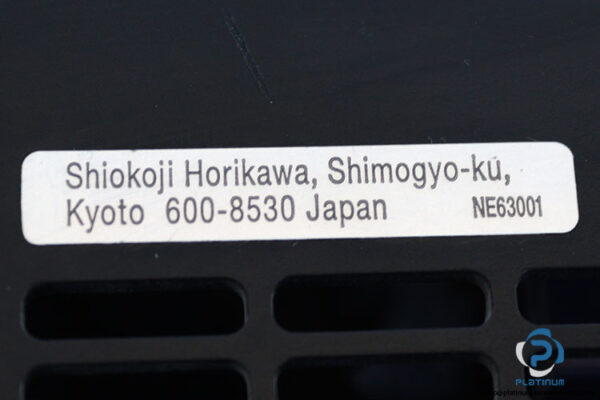 Shiokoji Horikawa, Shimogyo-ku,
Kyoto 600-8530 Japan NE63001
PLATINUM